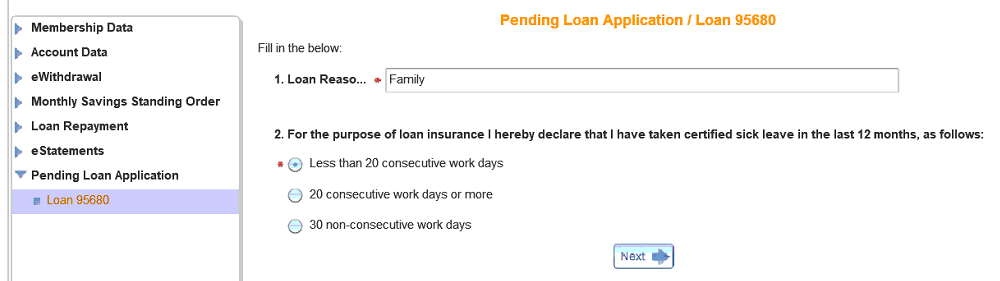 Membership Data
Account Data
eWithdrawal
Monthly Savings Standing Order
Loan Repayment
eStatements
Pending Loan Application
Loan 95680
Pending Loan Application / Loan 95680
Fill in the below:
1. Loan Reaso... * Family
2. For the purpose of loan insurance I hereby declare that I have taken certified sick leave in the last 12 months, as follows:
* Less than 20 consecutive work days
20 consecutive work days or more
30 non-consecutive work days
Next